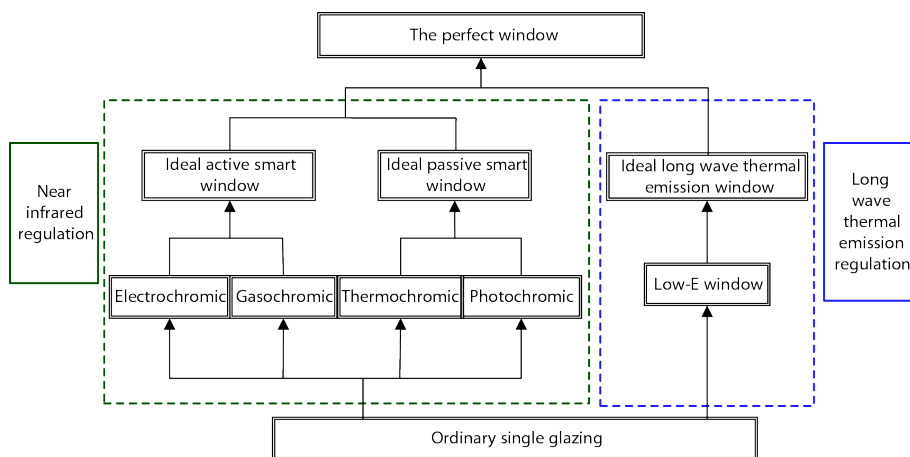 The perfect window
Near
infrared
regulation
Ideal active smart
window
Ideal passive smart
window
Ideal long wave thermal
emission window
Long
wave
thermal
emission
regulation
Electrochromic
Gasochromic
Thermochromic
Photochromic
Low-E window
Ordinary single glazing